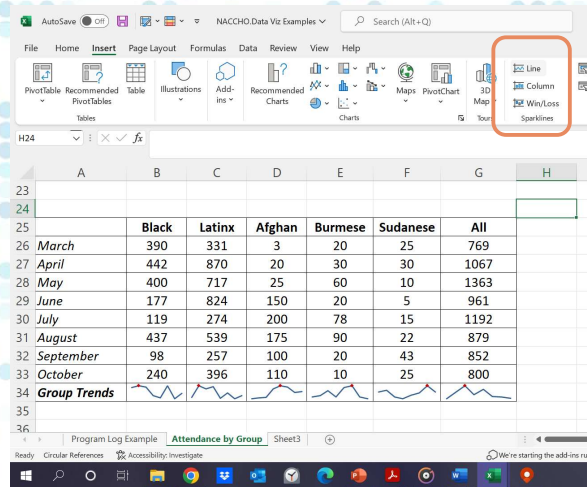 AutoSave Off NACCHO.Data Viz Examples Search (Alt+Q)
File Home Insert Page Layout Formulas Data Review View Help
PivotTable Recommended PivotTables Table Illustrations Add-ins Recommended Charts Maps PivotChart 3D Map Line
Column
Win/Loss
Tables Charts Tours Sparklines
H24 fx
A B C D E F G H
23
24
25 Black Latinx Afghan Burmese Sudanese All
26 March 390 331 3 20 25 769
27 April 442 870 20 30 30 1067
28 May 400 717 25 60 10 1363
29 June 177 824 150 20 5 961
30 July 119 274 200 78 15 1192
31 August 437 539 175 90 22 879
32 September 98 257 100 20 43 852
33 October 240 396 110 10 25 800
34 Group Trends
35
36
Program Log Example Attendance by Group Sheet3
Ready Circular References Accessibility: Investigate We're starting the add-ins ru